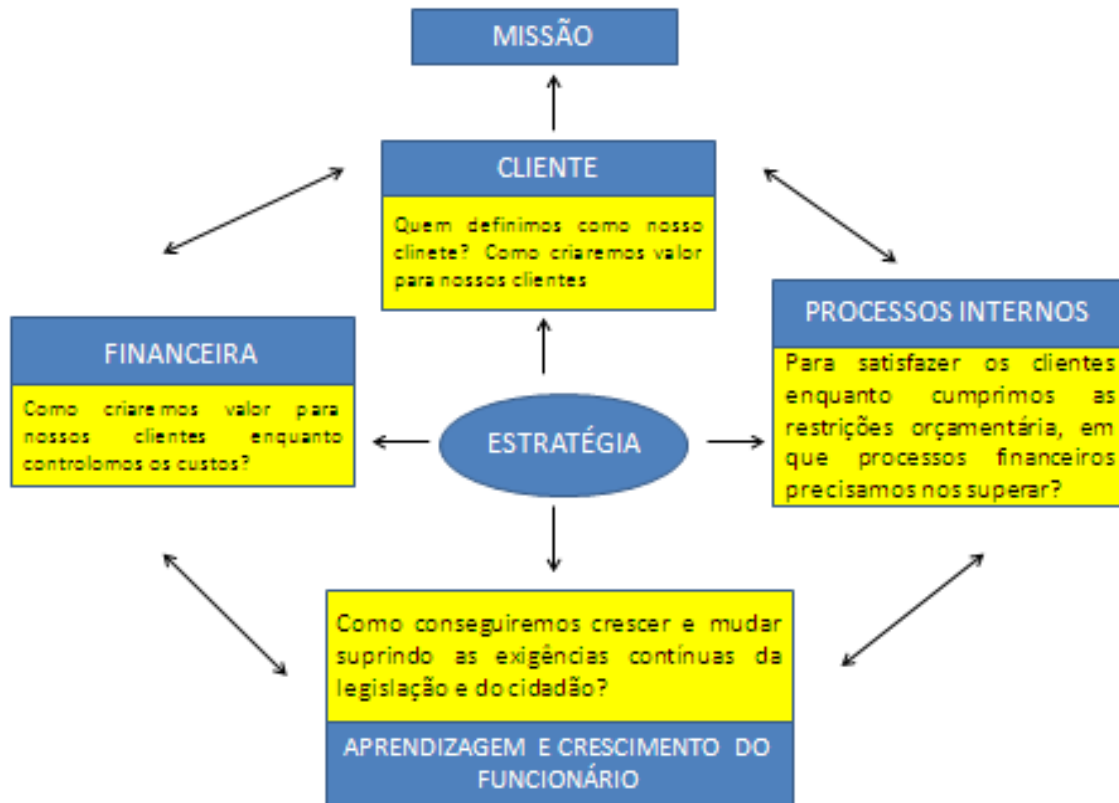 MISSÃO
CLIENTE
Quem definimos como nosso
clinete? Como criaremos valor
para nossos clientes
PROCESSOS INTERNOS
Para satisfazer os clientes
enquanto cumprimos as
restrições orçamentária, em
que processos financeiros
precisamos nos superar?
FINANCEIRA
Como criaremos valor para
nossos clientes enquanto
controlomos os custos?
ESTRATÉGIA
Como conseguiremos crescer e mudar
suprindo as exigências contínuas da
legislação e do cidadão?
APRENDIZAGEM E CRESCIMENTO DO
FUNCIONÁRIO